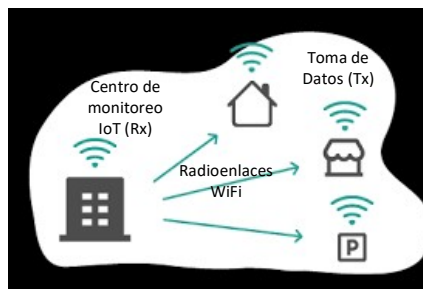 Centro de
monitoreo
IoT (Rx)
Toma de
Datos (Tx)
Radioenlaces
WiFi
P